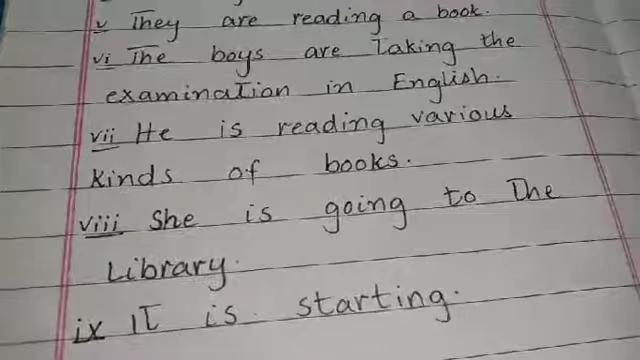 v They are reading a book.
vi The boys are Taking the
examination in English.
vii He is reading various
Kinds of books.
viii She is going to The
Library.
ix IT is starting.